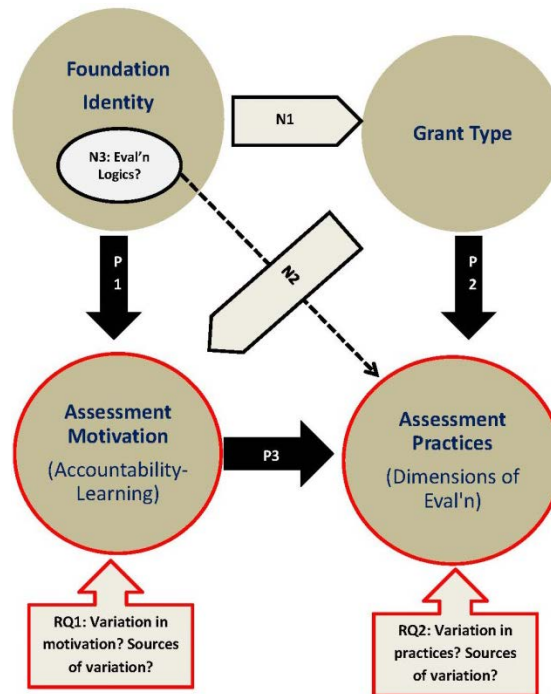 Foundation
Identity
N3: Eval'n
Logics?
N1
Grant Type
P
1
N2
P
2
Assessment
Motivation
(Accountability-
Learning)
P3
Assessment
Practices
(Dimensions of
Eval'n)
RQ1: Variation in
motivation? Sources
of variation?
RQ2: Variation in
practices? Sources
of variation?